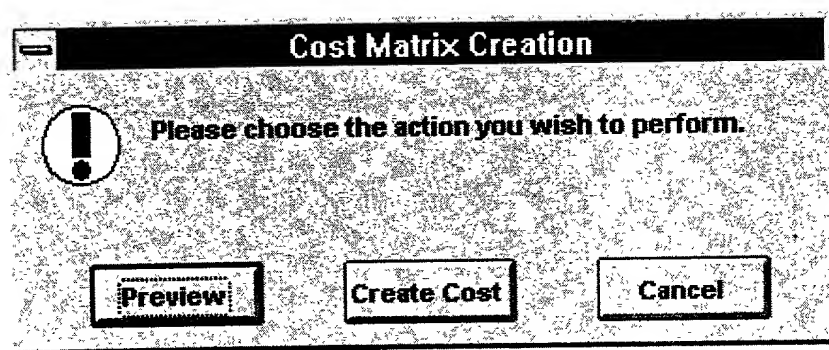 Cost Matrix Creation
Please choose the action you wish to perform.
Preview Create Cost Cancel